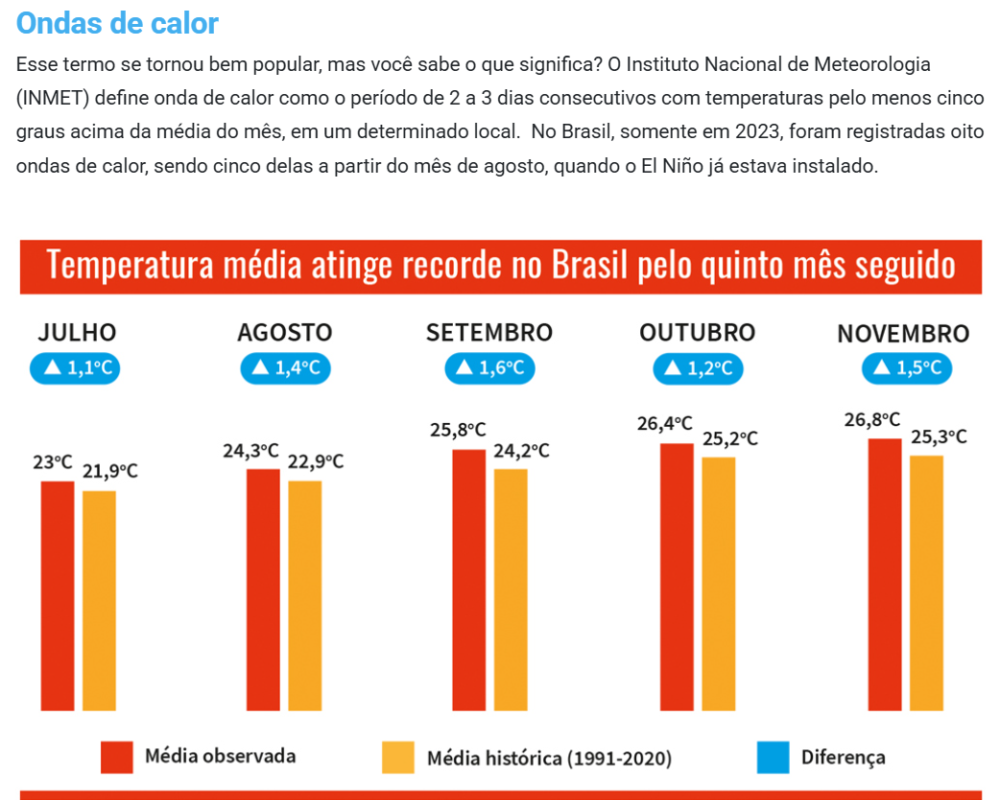 Ondas de calor
Esse termo se tornou bem popular, mas você sabe o que significa? O Instituto Nacional de Meteorologia
(INMET) define onda de calor como o período de 2 a 3 dias consecutivos com temperaturas pelo menos cinco
graus acima da média do mês, em um determinado local.  No Brasil, somente em 2023, foram registradas oito
ondas de calor, sendo cinco delas a partir do mês de agosto, quando o El Niño já estava instalado.
Temperatura média atinge recorde no Brasil pelo quinto mês seguido
JULHO AGOSTO SETEMBRO OUTUBRO NOVEMBRO
▲ 1,1°C ▲ 1,4°C ▲ 1,6°C ▲ 1,2°C ▲ 1,5°C
23°C 21,9°C 24,3°C 22,9°C 25,8°C 24,2°C 26,4°C 25,2°C 26,8°C 25,3°C
Média observada Média histórica (1991-2020) Diferença